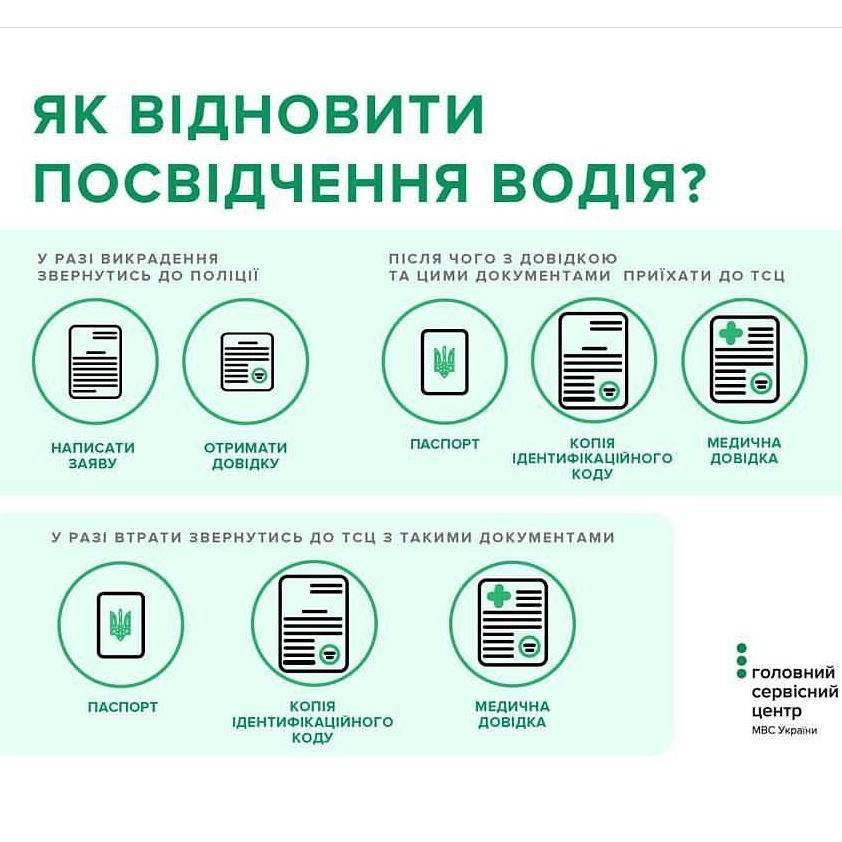 ЯК ВІДНОВИТИ
ПОСВІДЧЕННЯ ВОДІЯ?
У РАЗІ ВИКРАДЕННЯ
ЗВЕРНУТИСЬ ДО ПОЛІЦІЇ
НАПИСАТИ
ЗАЯВУ
ОТРИМАТИ
ДОВІДКУ
ПІСЛЯ ЧОГО З ДОВІДКОЮ
ТА ЦИМИ ДОКУМЕНТАМИ ПРИЇХАТИ ДО ТСЦ
ПАСПОРТ
КОПІЯ
ІДЕНТИФІКАЦІЙНОГО
КОДУ
МЕДИЧНА
ДОВІДКА
У РАЗІ ВТРАТИ ЗВЕРНУТИСЬ ДО ТСЦ З ТАКИМИ ДОКУМЕНТАМИ
ПАСПОРТ
КОПІЯ
ІДЕНТИФІКАЦІЙНОГО
КОДУ
МЕДИЧНА
ДОВІДКА
головний
сервісний
центр
МВС України